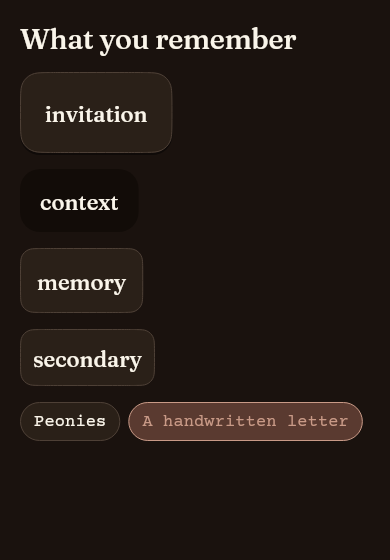 What you remember
invitation
context
memory
secondary
Peonies A handwritten letter